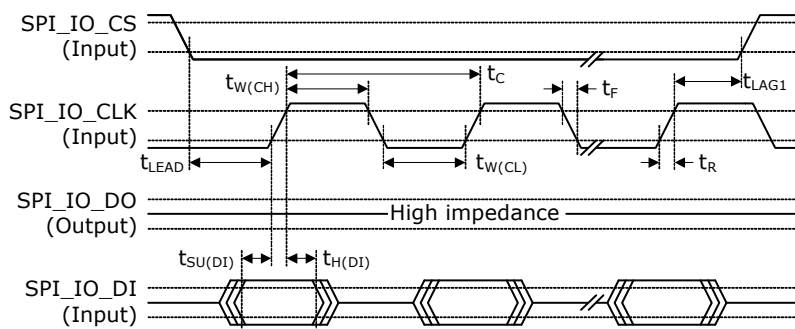 SPI_IO_CS
(Input)
tC
tW(CH)
tF
tLAG1
SPI_IO_CLK
(Input)
tLEAD
tW(CL)
tR
SPI_IO_DO
(Output)
High impedance
tSU(DI)
tH(DI)
SPI_IO_DI
(Input)